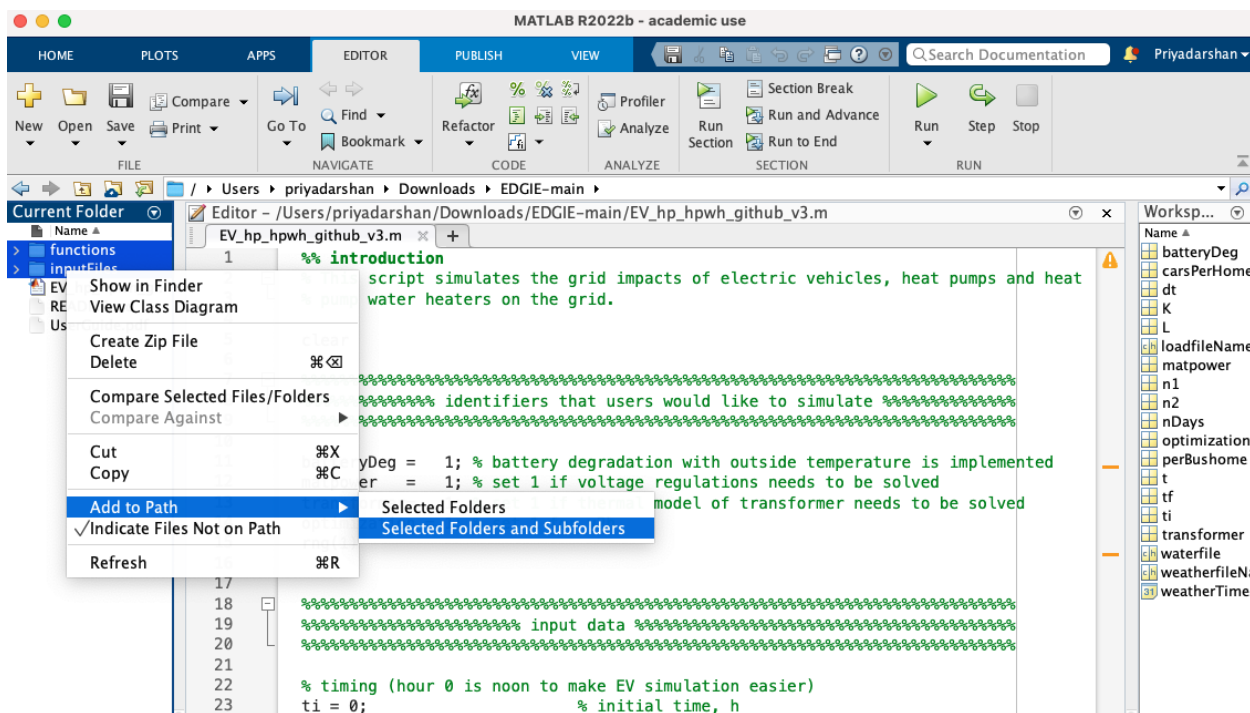 MATLAB R2022b - academic use
HOME PLOTS APPS EDITOR PUBLISH VIEW Search Documentation Priyadarshan
New Open Save Compare Print
FILE
Go To Find Bookmark
NAVIGATE
Refactor
CODE
Profiler
Analyze
ANALYZE
Run Section
Section Break
Run and Advance
Run to End
SECTION
Run Step Stop
RUN
/ Users priyadarshan Downloads EDGIE-main
Current Folder
Name
functions
inputFiles
EV
RE
Us
Show in Finder
View Class Diagram
Create Zip File
Delete ⌘⌫
Compare Selected Files/Folders
Compare Against
Cut ⌘X
Copy ⌘C
Add to Path
✓Indicate Files Not on Path
Refresh ⌘R
Selected Folders
Selected Folders and Subfolders
Editor – /Users/priyadarshan/Downloads/EDGIE-main/EV_hp_hpwh_github_v3.m
EV_hp_hpwh_github_v3.m × +
1 %% introduction
script simulates the grid impacts of electric vehicles, heat pumps and heat
water heaters on the grid.
%%%%%%%%%%%%%%%%%%%%%%%%%%%%%%%%%%%%%%%%%%%%%%%%%%%%%%%%%%%%%%%%%%%%%
%%%%%%%% identifiers that users would like to simulate %%%%%%%%%%%%%%
%%%%%%%%%%%%%%%%%%%%%%%%%%%%%%%%%%%%%%%%%%%%%%%%%%%%%%%%%%%%%%%%%%%%%
yDeg = 1; % battery degradation with outside temperature is implemented
er = 1; % set 1 if voltage regulations needs to be solved
model of transformer needs to be solved
17
18 %%%%%%%%%%%%%%%%%%%%%%%%%%%%%%%%%%%%%%%%%%%%%%%%%%%%%%%%%%%%%%%%%%%%%%%%%%%
19 %%%%%%%%%%%%%%%%%%%%%%% input data %%%%%%%%%%%%%%%%%%%%%%%%%%%%%%%%%%%%%%%%
20 %%%%%%%%%%%%%%%%%%%%%%%%%%%%%%%%%%%%%%%%%%%%%%%%%%%%%%%%%%%%%%%%%%%%%%%%%%%
21
22 % timing (hour 0 is noon to make EV simulation easier)
23 ti = 0; % initial time, h
Worksp...
Name
batteryDeg
carsPerHome
dt
K
L
loadfileName
matpower
n1
n2
nDays
optimization
perBushome
t
tf
ti
transformer
waterfile
weatherfileNa
weatherTime